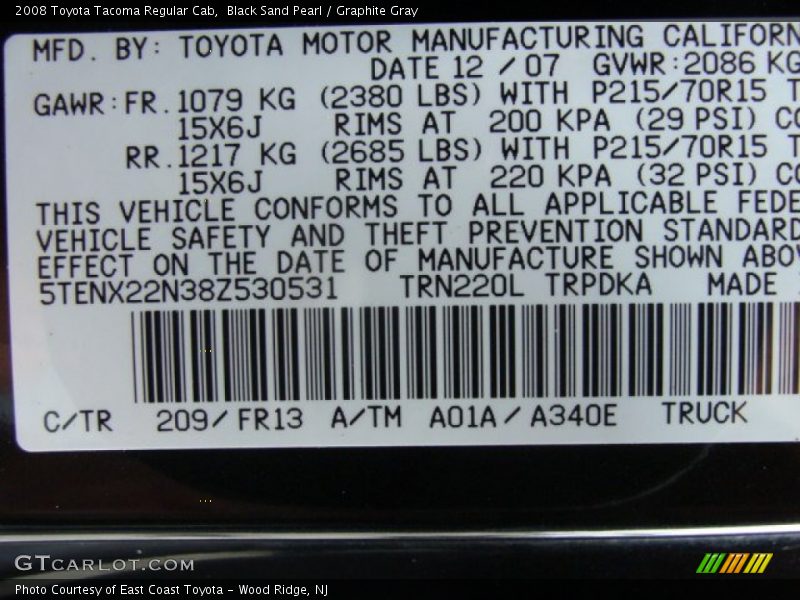 2008 Toyota Tacoma Regular Cab,  Black Sand Pearl / Graphite Gray
MFD. BY: TOYOTA MOTOR MANUFACTURING CALIFORN
DATE 12 / 07 GVWR:2086 KG
GAWR:FR.1079 KG (2380 LBS) WITH P215/70R15 T
15X6J RIMS AT 200 KPA (29 PSI) CO
RR.1217 KG (2685 LBS) WITH P215/70R15 T
15X6J RIMS AT 220 KPA (32 PSI) CO
THIS VEHICLE CONFORMS TO ALL APPLICABLE FEDE
VEHICLE SAFETY AND THEFT PREVENTION STANDARD
EFFECT ON THE DATE OF MANUFACTURE SHOWN ABOV
5TENX22N38Z530531 TRN220L TRPDKA MADE
C/TR 209/FR13 A/TM A01A/A340E TRUCK
GTCARLOT.COM
Photo Courtesy of East Coast Toyota - Wood Ridge, NJ